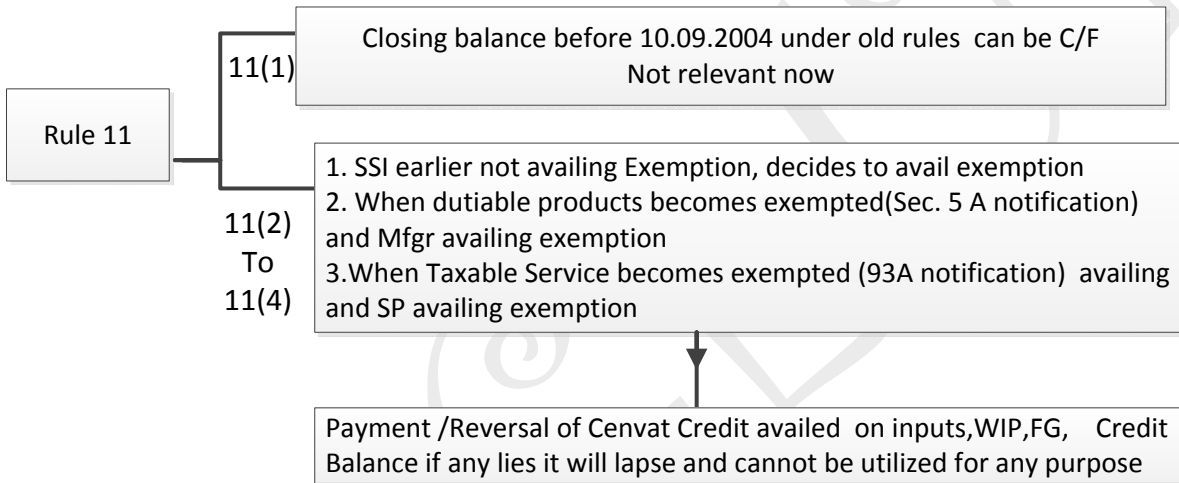 Rule 11
11(1)
Closing balance before 10.09.2004 under old rules can be C/F
Not relevant now
11(2)
To
11(4)
1. SSI earlier not availing Exemption, decides to avail exemption
2. When dutiable products becomes exempted(Sec. 5 A notification)
and Mfgr availing exemption
3.When Taxable Service becomes exempted (93A notification) availing
and SP availing exemption
Payment /Reversal of Cenvat Credit availed on inputs,WIP,FG, Credit
Balance if any lies it will lapse and cannot be utilized for any purpose